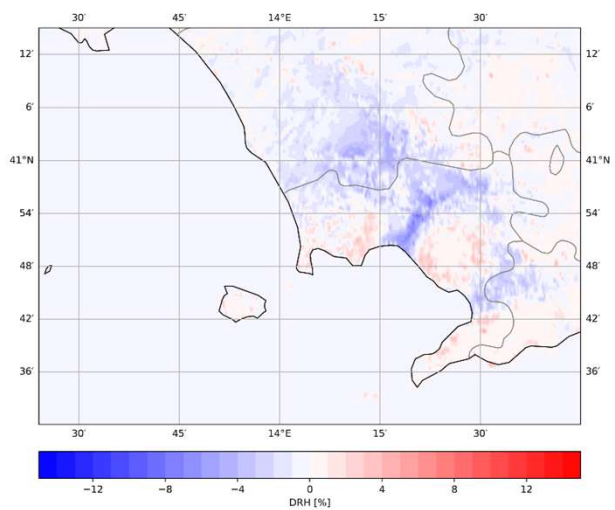 30′ 45′ 14°E 15′ 30′
12′ 12′
6′ 6′
41°N 41°N
54′ 54′
48′ 48′
42′ 42′
36′ 36′
30′ 45′ 14°E 15′ 30′
−12 −8 −4 0 4 8 12
DRH [%]